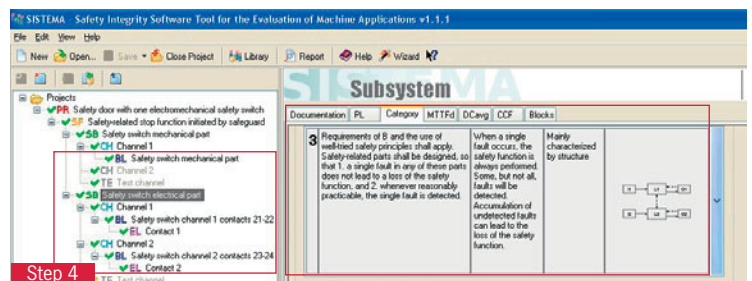 SISTEMA - Safety Integrity Software Tool for the Evaluation of Machine Applications v1.1.1
File Edit View Help
New Open... Save Close Project Library Report Help Wizard
SISTEMA
Subsystem
Projects
PR Safety door with one electromechanical safety switch
SF Safety-related stop function initiated by safeguard
SB Safety switch mechanical part
CH Channel 1
BL Safety switch mechanical part
CH Channel 2
TE Test channel
SB Safety switch electrical part
CH Channel 1
BL Safety switch channel 1 contacts 21-22
EL Contact 1
CH Channel 2
BL Safety switch channel 2 contacts 23-24
EL Contact 2
TE Test channel
Step 4
Documentation PL Category MTTFd DCavg CCF Blocks
3
Requirements of B and the use of
well-tried safety principles shall apply.
Safety-related parts shall be designed, so
that 1. a single fault in any of these parts
does not lead to a loss of the safety
function, and 2. whenever reasonably
practicable, the single fault is detected.
When a single
fault occurs, the
safety function is
always performed.
Some, but not all,
faults will be
detected.
Accumulation of
undetected faults
can lead to the
loss of the safety
function.
Mainly
characterized
by structure